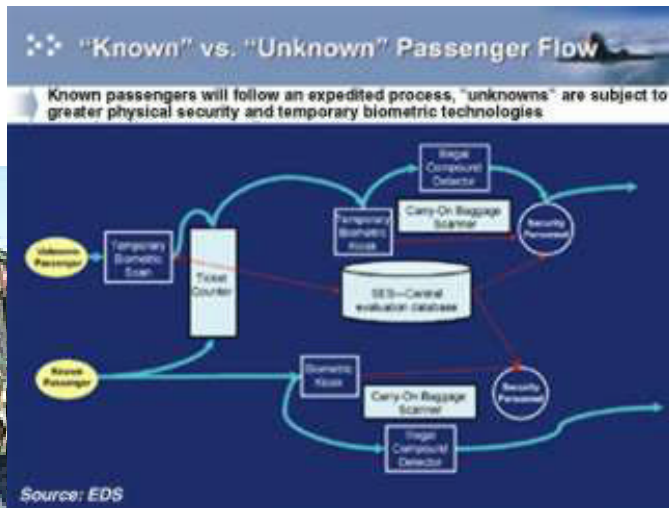 "Known" vs. "Unknown" Passenger Flow
Known passengers will follow an expedited process, "unknowns" are subject to
greater physical security and temporary biometric technologies
Illegal
Compound
Detector
Temporary
Biometric
Kiosk
Carry-On Baggage
Scanner
Security
Personnel
Unknown
Passenger
Temporary
Biometric
Scan
Ticket
Counter
SES—Central
evaluation database
Known
Passenger
Biometric
Kiosk
Carry-On Baggage
Scanner
Security
Personnel
Illegal
Compound
Detector
Source: EDS